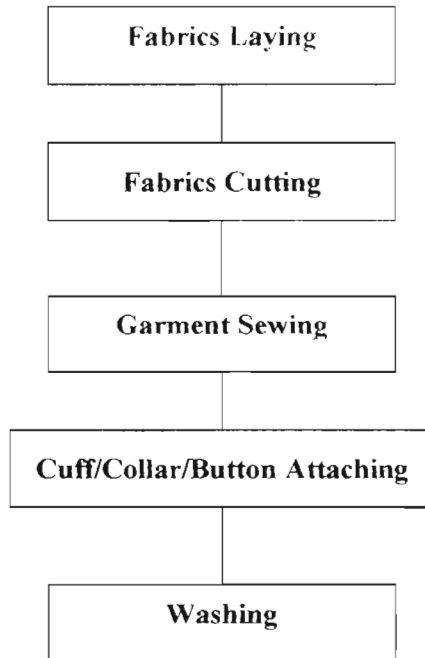 Fabrics Laying
Fabrics Cutting
Garment Sewing
Cuff/Collar/Button Attaching
Washing